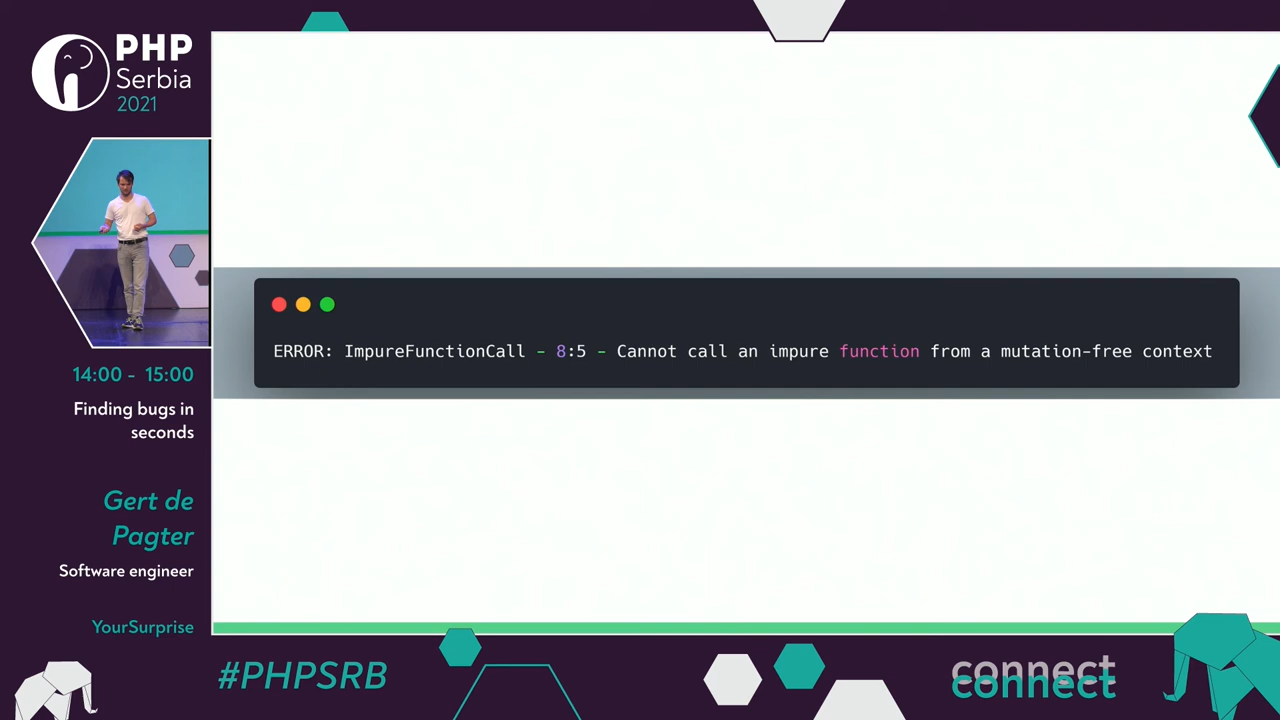 PHP
Serbia
2021
ERROR: ImpureFunctionCall - 8:5 - Cannot call an impure function from a mutation-free context
14:00 - 15:00
Finding bugs in
seconds
Gert de
Pagter
Software engineer
YourSurprise
#PHPSRB
connect
connect